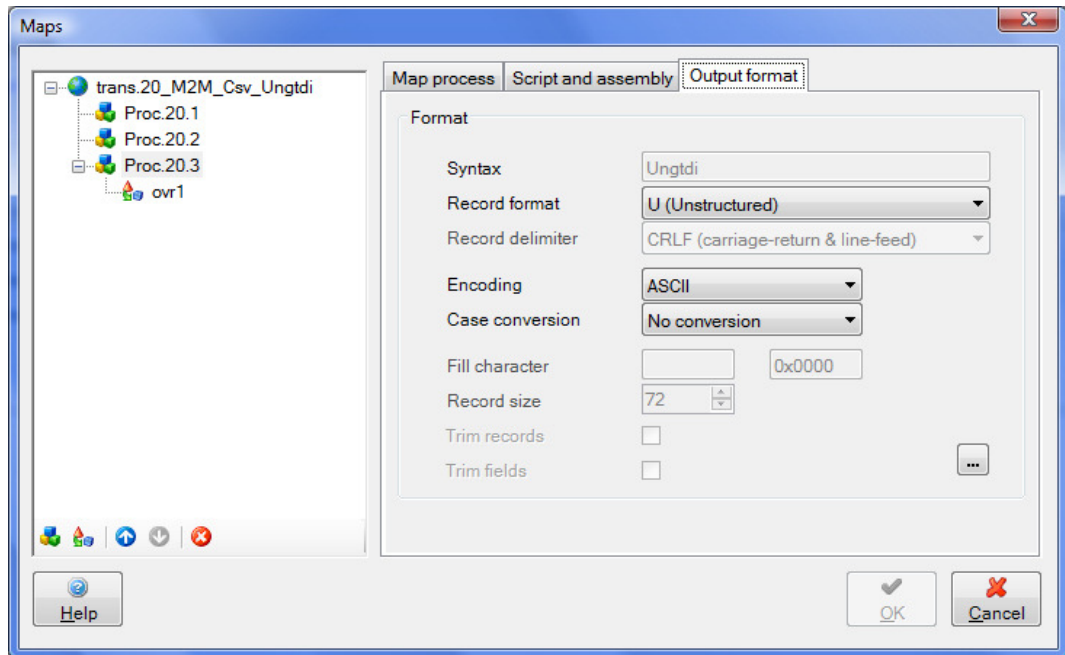 Maps
trans.20_M2M_Csv_Ungtdi
Proc.20.1
Proc.20.2
Proc.20.3
ovr1
Map process
Script and assembly
Output format
Format
Syntax
Ungtdi
Record format
U (Unstructured)
Record delimiter
CRLF (carriage-return & line-feed)
Encoding
ASCII
Case conversion
No conversion
Fill character
0x0000
Record size
72
Trim records
Trim fields
...
Help
OK
Cancel